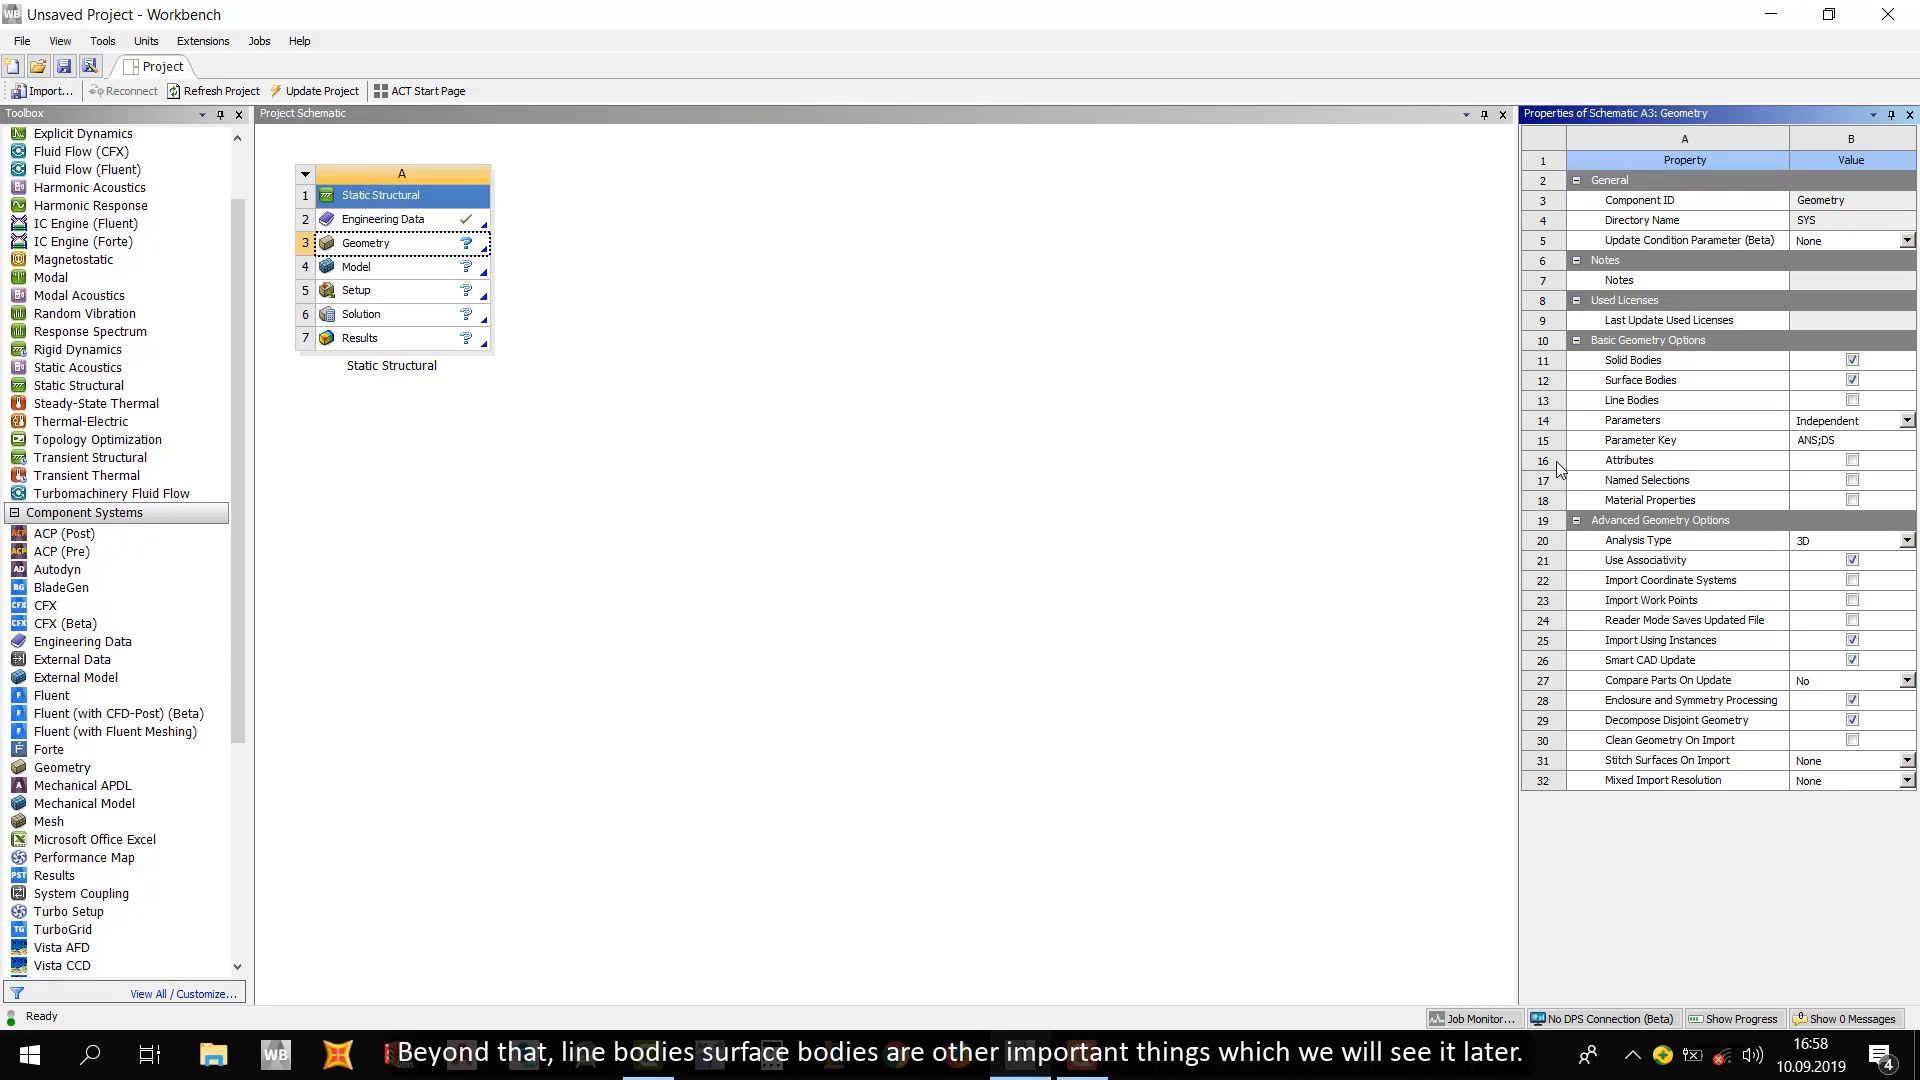 WB Unsaved Project - Workbench
File View Tools Units Extensions Jobs Help
Project
Import... Reconnect Refresh Project Update Project ACT Start Page
Toolbox
Explicit Dynamics
Fluid Flow (CFX)
Fluid Flow (Fluent)
Harmonic Acoustics
Harmonic Response
IC Engine (Fluent)
IC Engine (Forte)
Magnetostatic
Modal
Modal Acoustics
Random Vibration
Response Spectrum
Rigid Dynamics
Static Acoustics
Static Structural
Steady-State Thermal
Thermal-Electric
Topology Optimization
Transient Structural
Transient Thermal
Turbomachinery Fluid Flow
Component Systems
ACP (Post)
ACP (Pre)
Autodyn
BladeGen
CFX
CFX (Beta)
Engineering Data
External Data
External Model
Fluent
Fluent (with CFD-Post) (Beta)
Fluent (with Fluent Meshing)
Forte
Geometry
Mechanical APDL
Mechanical Model
Mesh
Microsoft Office Excel
Performance Map
Results
System Coupling
Turbo Setup
TurboGrid
Vista AFD
Vista CCD
View All / Customize...
Project Schematic
A
1 Static Structural
2 Engineering Data
3 Geometry ?
4 Model ?
5 Setup ?
6 Solution ?
7 Results ?
Static Structural
Properties of Schematic A3: Geometry
A B
1 Property Value
2 General
3 Component ID Geometry
4 Directory Name SYS
5 Update Condition Parameter (Beta) None
6 Notes
7 Notes
8 Used Licenses
9 Last Update Used Licenses
10 Basic Geometry Options
11 Solid Bodies
12 Surface Bodies
13 Line Bodies
14 Parameters Independent
15 Parameter Key ANS;DS
16 Attributes
17 Named Selections
18 Material Properties
19 Advanced Geometry Options
20 Analysis Type 3D
21 Use Associativity
22 Import Coordinate Systems
23 Import Work Points
24 Reader Mode Saves Updated File
25 Import Using Instances
26 Smart CAD Update
27 Compare Parts On Update No
28 Enclosure and Symmetry Processing
29 Decompose Disjoint Geometry
30 Clean Geometry On Import
31 Stitch Surfaces On Import None
32 Mixed Import Resolution None
Ready
Job Monitor... No DPS Connection (Beta) Show Progress Show 0 Messages
WB
Beyond that, line bodies surface bodies are other important things which we will see it later.
16:58
10.09.2019
4